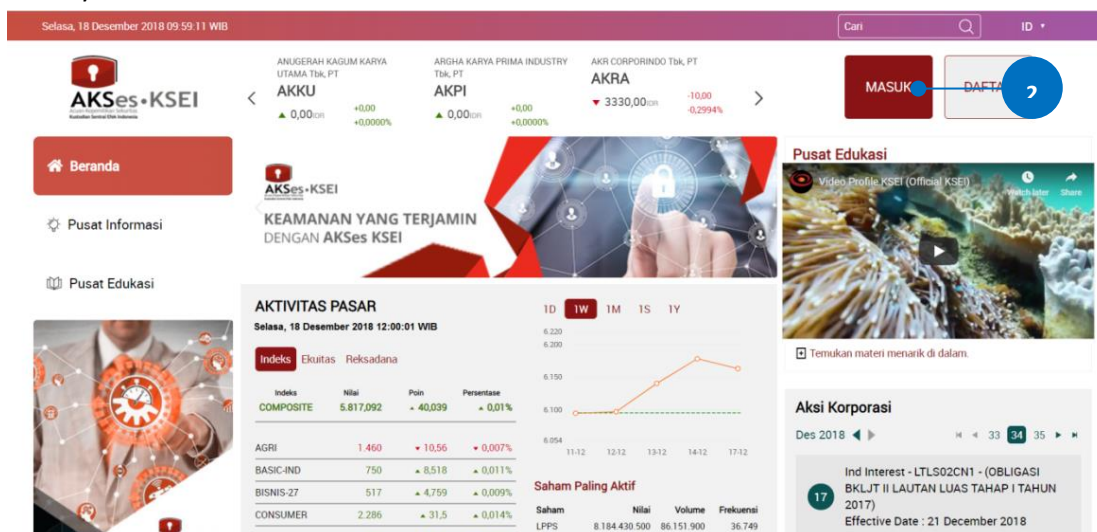 Selasa, 18 Desember 2018 09:59:11 WIB
Cari
ID
AKSes•KSEI
Acuan Kepemilikan Sekuritas
Kustodian Sentral Efek Indonesia
ANUGERAH KAGUM KARYA
UTAMA Tbk, PT
AKKU
▲ 0,00IDR
+0,00
+0,0000%
ARGHA KARYA PRIMA INDUSTRY
Tbk, PT
AKPI
▲ 0,00IDR
+0,00
+0,0000%
AKR CORPORINDO Tbk, PT
AKRA
▼ 3330,00IDR
-10,00
-0,2994%
MASUK
DAFTA
2
Beranda
Pusat Informasi
Pusat Edukasi
AKSes•KSEI
KEAMANAN YANG TERJAMIN
DENGAN AKSes KSEI
AKTIVITAS PASAR
Selasa, 18 Desember 2018 12:00:01 WIB
Indeks Ekuitas Reksadana
Indeks Nilai Poin Persentase
COMPOSITE 5.817,092 ▲ 40,039 ▲ 0,01%
AGRI 1.460 ▼ 10,56 ▼ 0,007%
BASIC-IND 750 ▲ 8,518 ▲ 0,011%
BISNIS-27 517 ▲ 4,759 ▲ 0,009%
CONSUMER 2.286 ▲ 31,5 ▲ 0,014%
1D 1W 1M 1S 1Y
6.220
6.200
6.150
6.100
6.054
11-12 12-12 13-12 14-12 17-12
Saham Paling Aktif
Saham Nilai Volume Frekuensi
LPPS 8.184.430.500 86.151.900 36.749
Pusat Edukasi
Video Profile KSEI (Official KSEI)
Watch later Share
Temukan materi menarik di dalam.
Aksi Korporasi
Des 2018 33 34 35
17
Ind Interest - LTLS02CN1 - (OBLIGASI
BKLJT II LAUTAN LUAS TAHAP I TAHUN
2017)
Effective Date : 21 December 2018